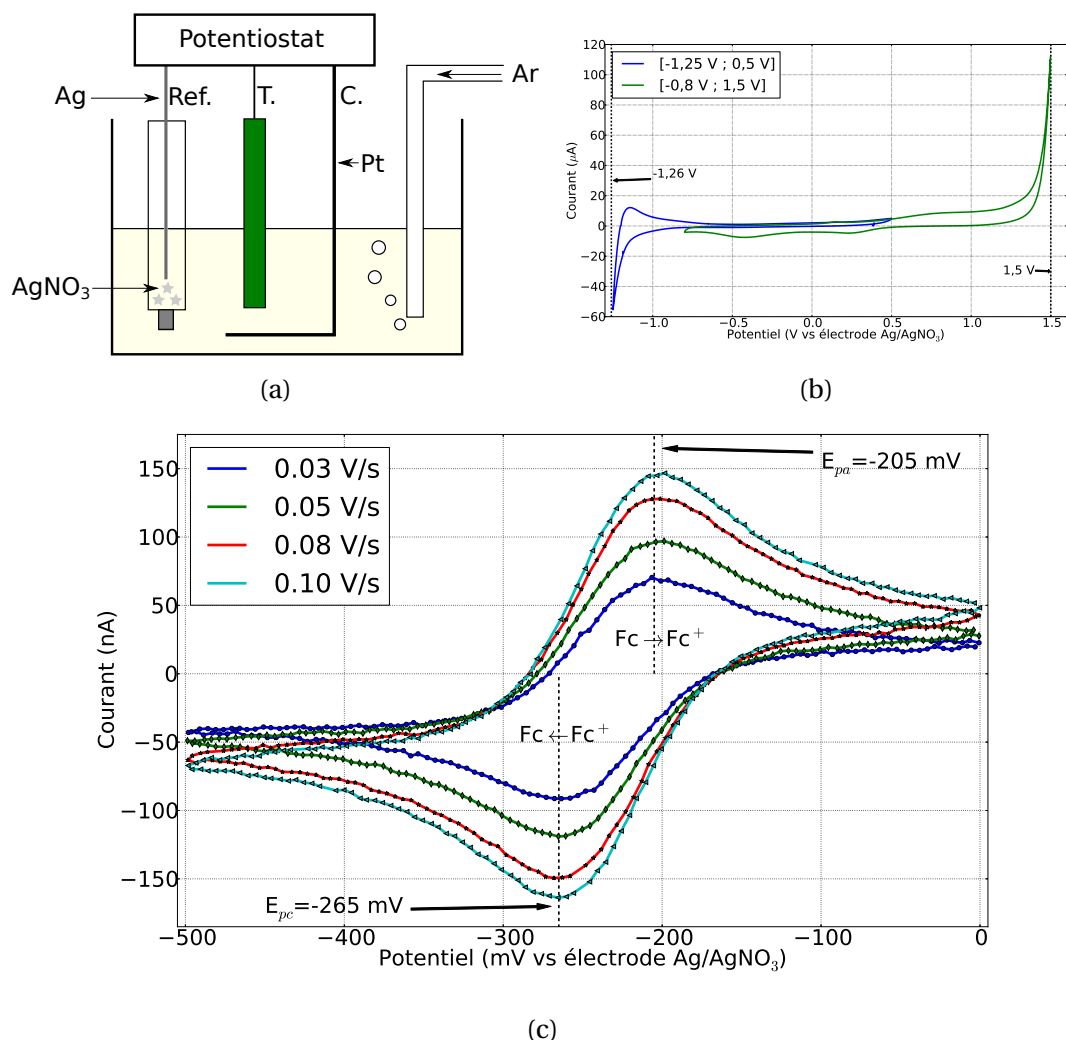 Potentiostat
Ag
Ref.
T.
C.
Ar
Pt
AgNO3
(a)
Courant (μA)
120
100
80
60
40
20
0
−20
−40
−60
[-1,25 V ; 0,5 V]
[-0,8 V ; 1,5 V]
-1,26 V
1,5 V
−1.0
−0.5
0.0
0.5
1.0
1.5
Potentiel (V vs électrode Ag/AgNO3)
(b)
Courant (nA)
150
100
50
0
−50
−100
−150
0.03 V/s
0.05 V/s
0.08 V/s
0.10 V/s
Epa=-205 mV
Fc→Fc+
Fc←Fc+
Epc=-265 mV
−500
−400
−300
−200
−100
0
Potentiel (mV vs électrode Ag/AgNO3)
(c)